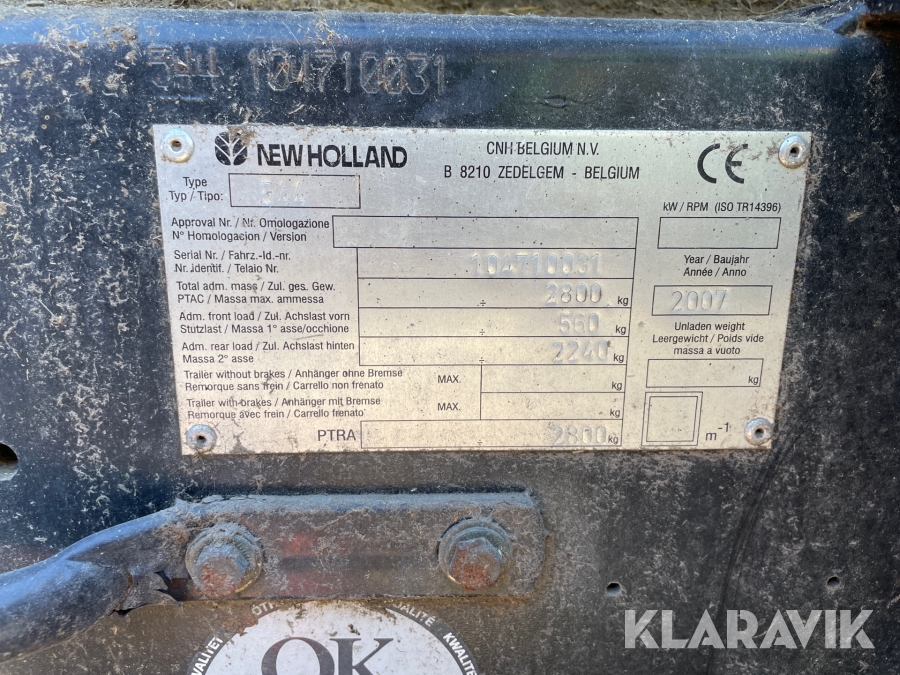 544 104710031
NEW HOLLAND
CNH BELGIUM N.V.
B 8210 ZEDELGEM - BELGIUM
CE
Type
Typ / Tipo:
kW / RPM (ISO TR14396)
Approval Nr / Nr. Omologazione
N° Homologacion / Version
Serial Nr. / Fahrz.-Id.-nr.
Nr. identif. / Telaio Nr.
104710031
Year / Baujahr
Année / Anno
2007
Total adm. mass / Zul. ges. Gew.
PTAC / Massa max. ammessa
÷ 2800 kg
Adm. front load / Zul. Achslast vorn
Stutzlast / Massa 1° asse/occhione
÷ 560 kg
Adm. rear load / Zul. Achslast hinten
Massa 2° asse
÷ 2240 kg
Unladen weight
Leergewicht / Poids vide
massa a vuoto
kg
Trailer without brakes / Anhänger ohne Bremse
Remorque sans frein / Carrello non frenato
MAX. kg
Trailer with brakes / Anhänger mit Bremse
Remorque avec frein / Carrello frenato
MAX. kg
PTRA ÷ 2800 kg
m-1
KWALITEIT
OK
KLARAVIK